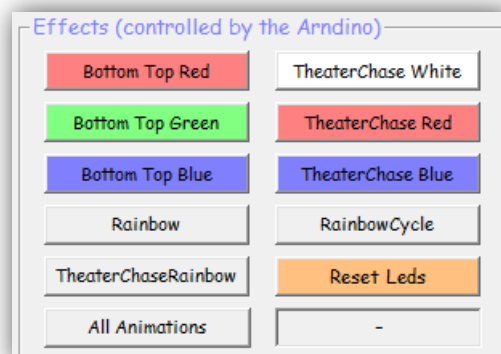 Effects (controlled by the Arndino)
Bottom Top Red
TheaterChase White
Bottom Top Green
TheaterChase Red
Bottom Top Blue
TheaterChase Blue
Rainbow
RainbowCycle
TheaterChaseRainbow
Reset Leds
All Animations
-